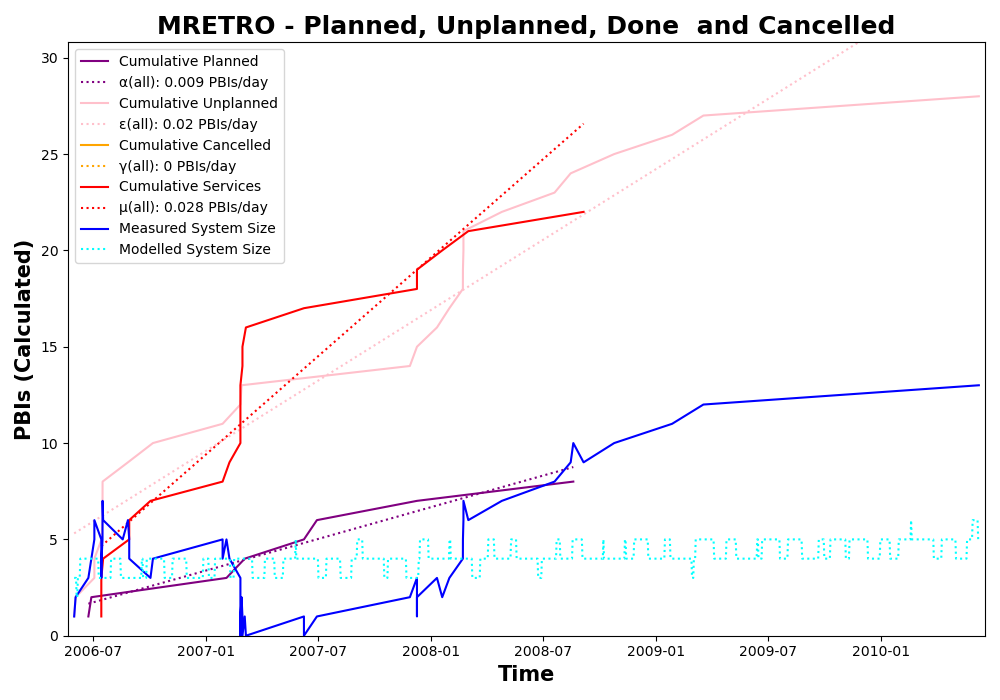 MRETRO - Planned, Unplanned, Done  and Cancelled
PBIs (Calculated)
30
25
20
15
10
5
0
Cumulative Planned
α(all): 0.009 PBIs/day
Cumulative Unplanned
ε(all): 0.02 PBIs/day
Cumulative Cancelled
γ(all): 0 PBIs/day
Cumulative Services
μ(all): 0.028 PBIs/day
Measured System Size
Modelled System Size
2006-07 2007-01 2007-07 2008-01 2008-07 2009-01 2009-07 2010-01
Time